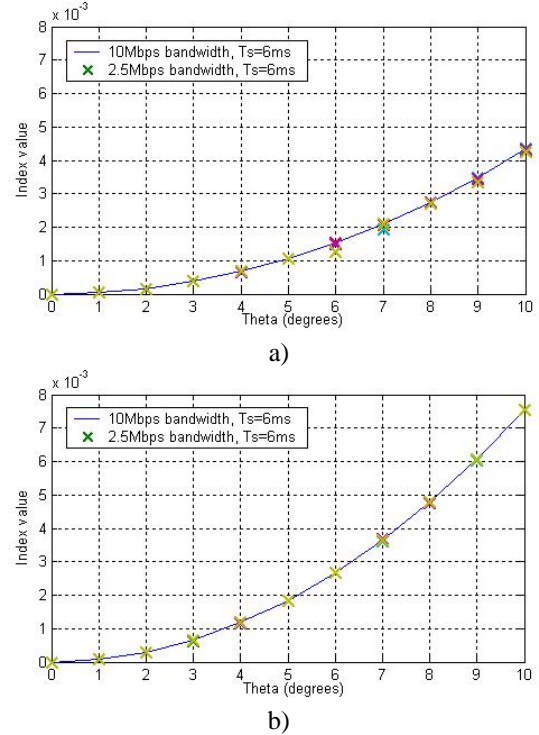 x 10-3
8
10Mbps bandwidth, Ts=6ms
7
2.5Mbps bandwidth, Ts=6ms
6
5
Index value
4
3
2
1
0
0 1 2 3 4 5 6 7 8 9 10
Theta (degrees)
a)
x 10-3
8
10Mbps bandwidth, Ts=6ms
7
2.5Mbps bandwidth, Ts=6ms
6
5
Index value
4
3
2
1
0
0 1 2 3 4 5 6 7 8 9 10
Theta (degrees)
b)